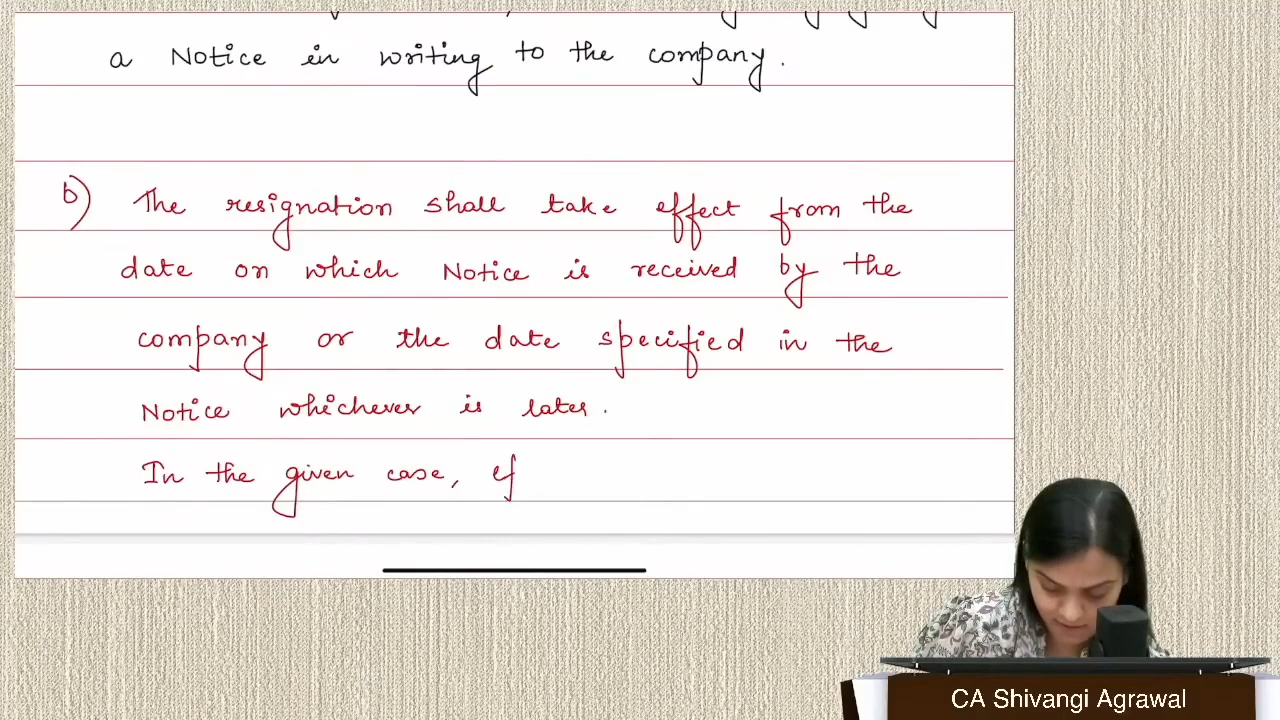 a Notice in writing to the company.
b) The resignation shall take effect from the
date on which Notice is received by the
company or the date specified in the
Notice whichever is later.
In the given case, if
CA Shivangi Agrawal